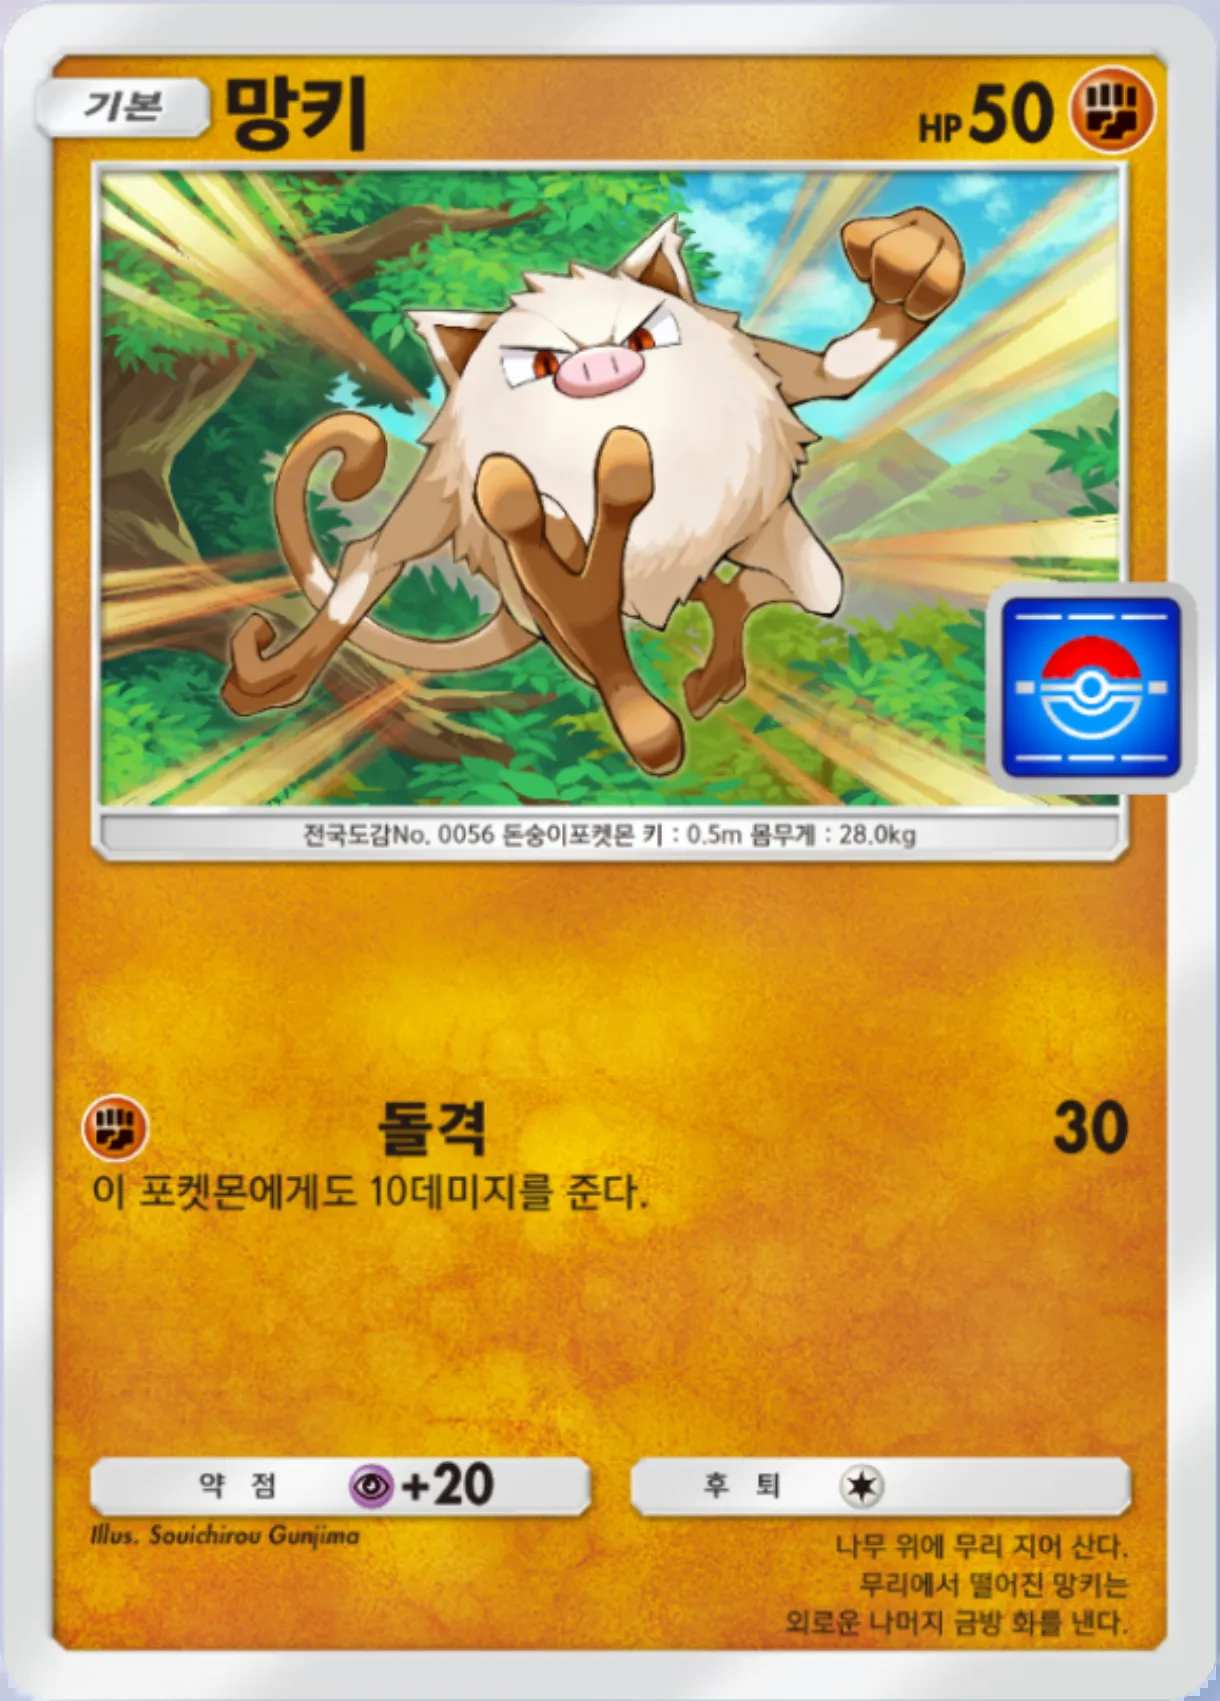 기본 망키 HP 50
전국도감No. 0056 돈숭이포켓몬 키 : 0.5m 몸무게 : 28.0kg
돌격 30
이 포켓몬에게도 10데미지를 준다.
약 점 +20 후 퇴
Illus. Souichirou Gunjima
나무 위에 무리 지어 산다.
무리에서 떨어진 망키는
외로운 나머지 금방 화를 낸다.